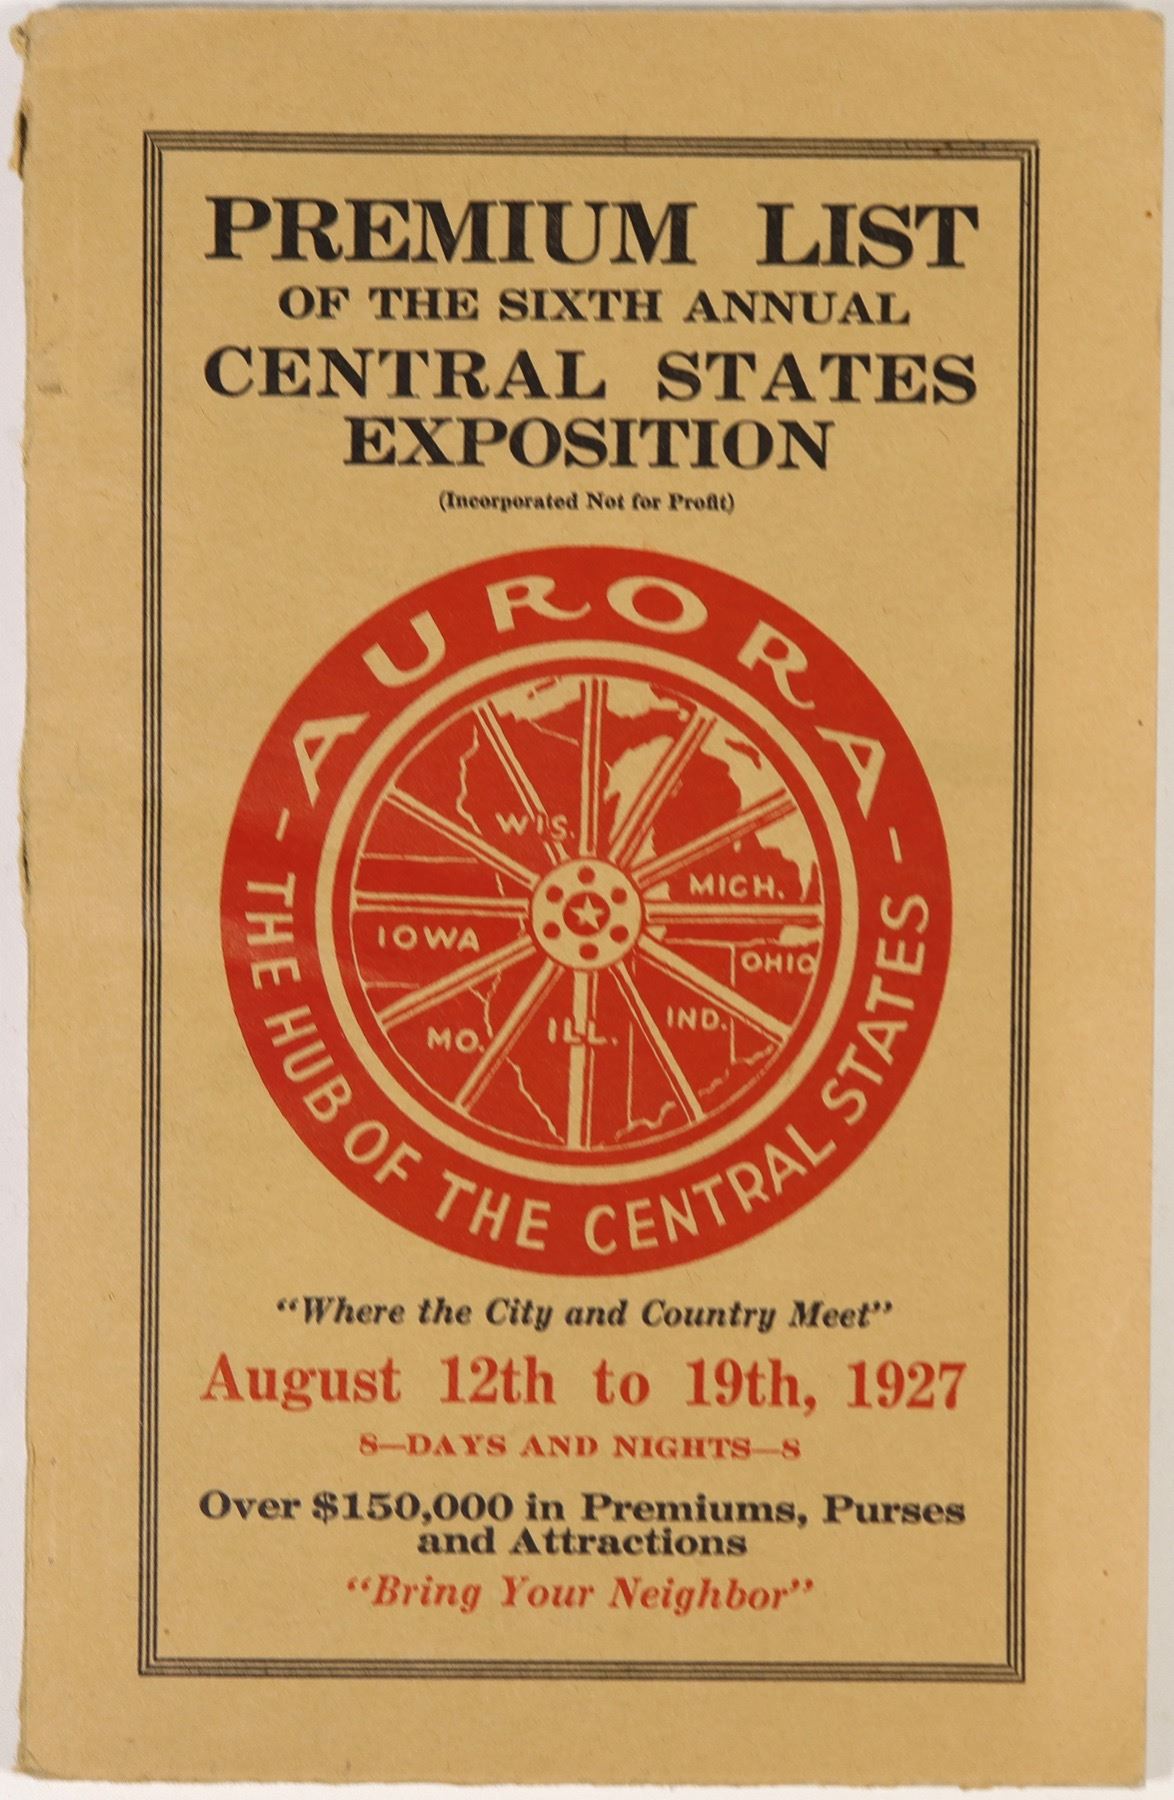 PREMIUM LIST
OF THE SIXTH ANNUAL
CENTRAL STATES
EXPOSITION
(Incorporated Not for Profit)
- AURORA -
THE HUB OF THE CENTRAL STATES
WIS.
MICH.
IOWA
OHIO
MO.
ILL.
IND.
"Where the City and Country Meet"
August 12th to 19th, 1927
8—DAYS AND NIGHTS—8
Over $150,000 in Premiums, Purses
and Attractions
"Bring Your Neighbor"